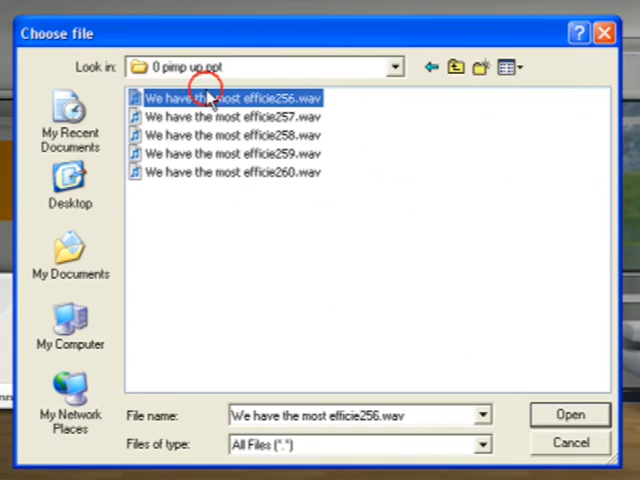 Choose file
Look in: 0 pimp up.ppt
We have the most efficie256.wav
We have the most efficie257.wav
We have the most efficie258.wav
We have the most efficie259.wav
We have the most efficie260.wav
My Recent
Documents
Desktop
My Documents
My Computer
My Network
Places
File name: We have the most efficie256.wav Open
Files of type: All Files (*.*) Cancel